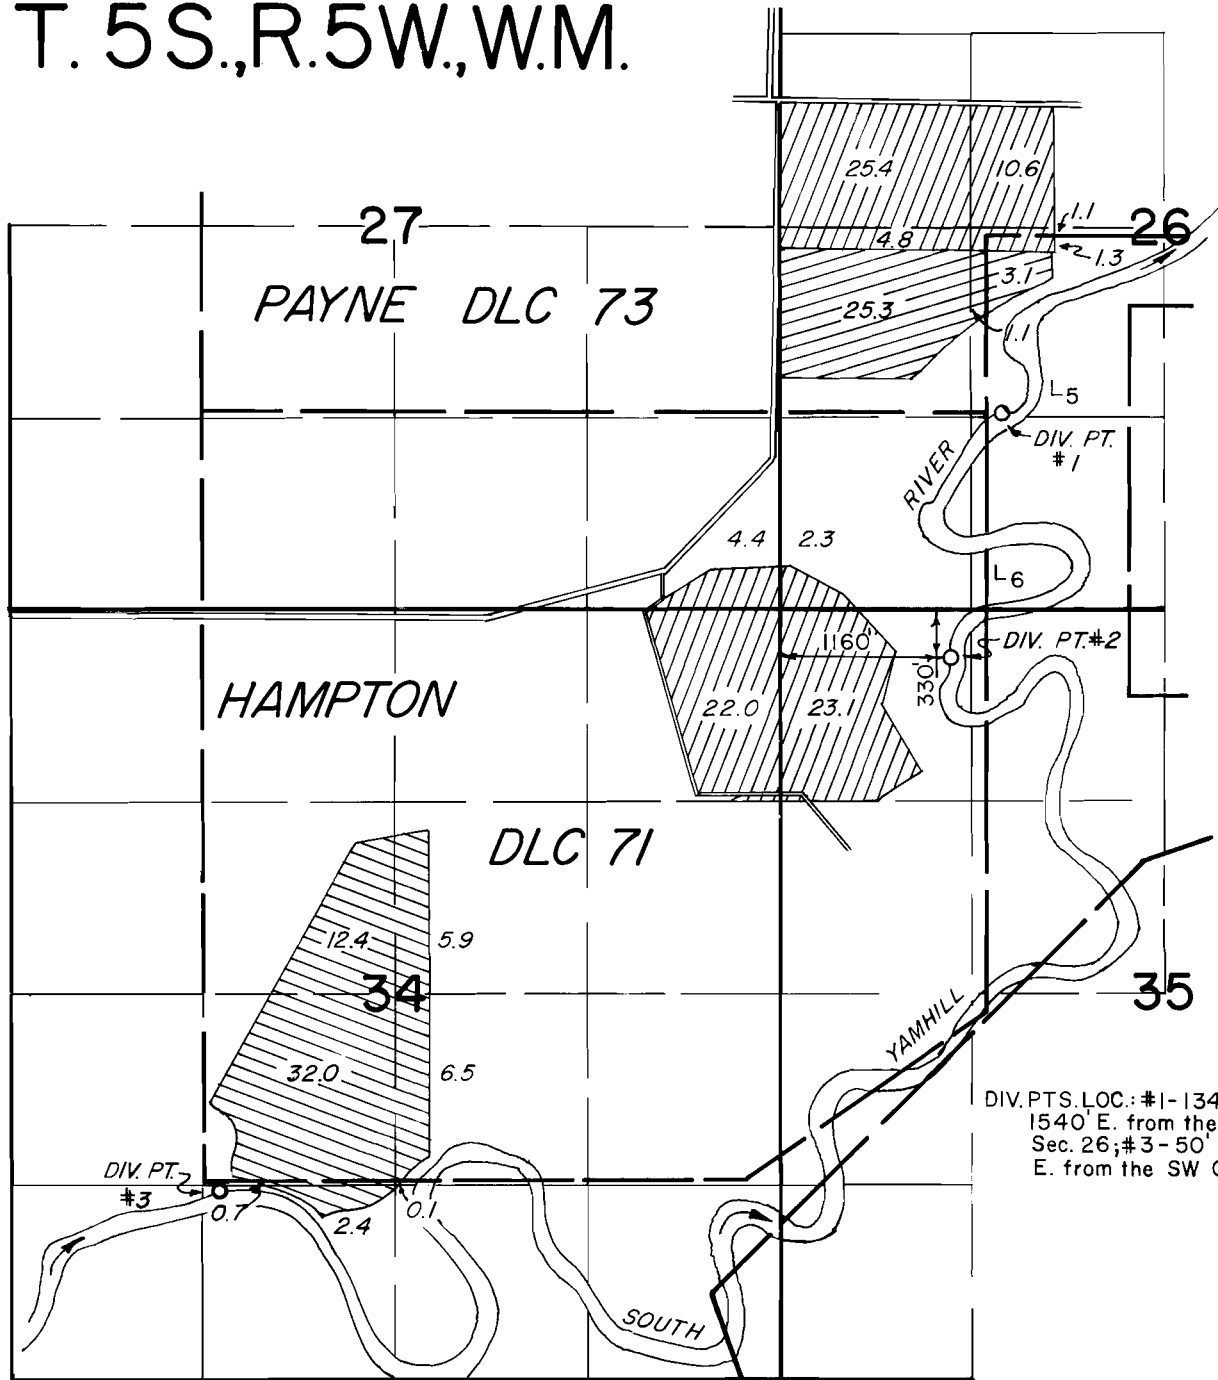 T. 5S.,R.5W.,W.M.
25.4
10.6
1.1
27
26
4.8
1.3
3.1
PAYNE DLC 73
25.3
1.1
L5
DIV. PT.
#1
RIVER
4.4
2.3
L6
1160'
DIV. PT.#2
330'
HAMPTON
22.0
23.1
DLC 71
12.4
5.9
34
35
YAMHILL
32.0
6.5
DIV. PTS. LOC.: #1-134
1540' E. from the
Sec. 26; #3-50'
E. from the SW
DIV. PT.
#3
0.7
2.4
0.1
SOUTH